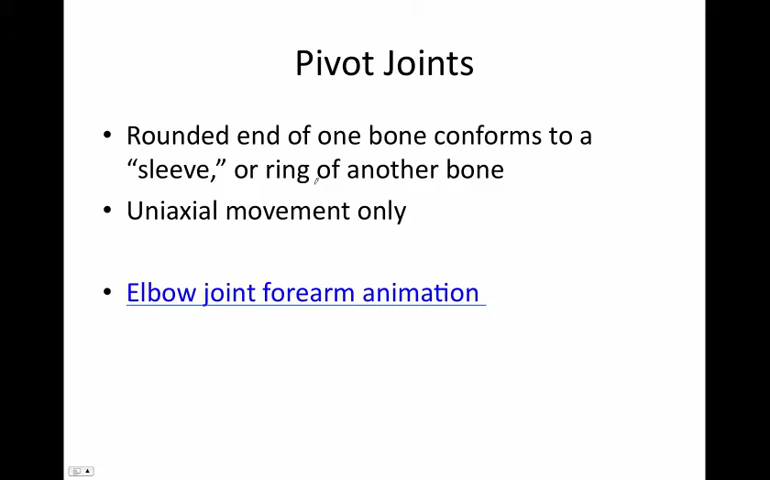 Pivot Joints
• Rounded end of one bone conforms to a
“sleeve,” or ring of another bone
• Uniaxial movement only
• Elbow joint forearm animation